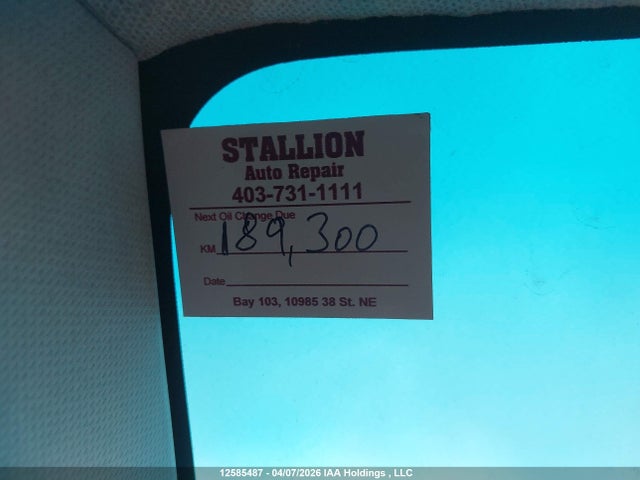 STALLION
Auto Repair
403-731-1111
Next Oil Change Due
KM 189,300
Date
Bay 103, 10985 38 St. NE
12585487 - 04/07/2026 IAA Holdings , LLC